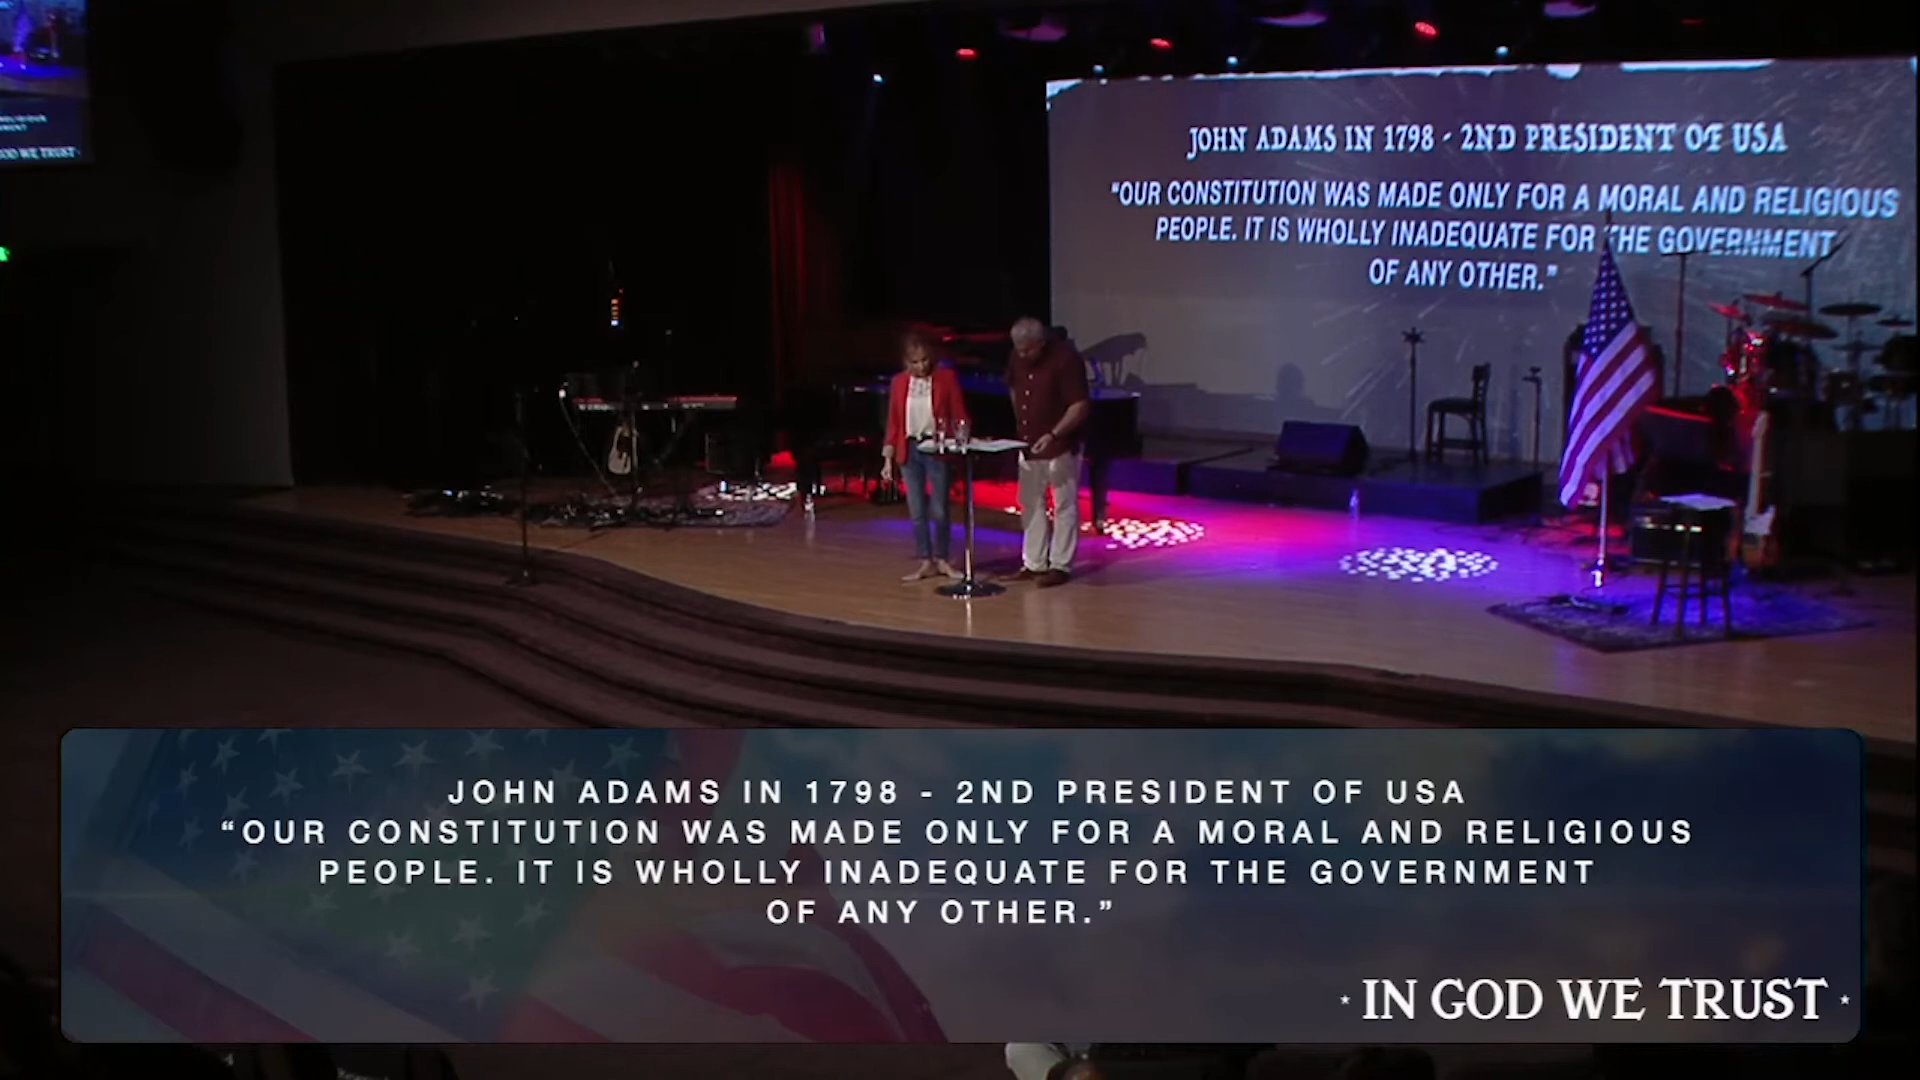 JOHN ADAMS IN 1798 - 2ND PRESIDENT OF USA
"OUR CONSTITUTION WAS MADE ONLY FOR A MORAL AND RELIGIOUS
PEOPLE. IT IS WHOLLY INADEQUATE FOR THE GOVERNMENT
OF ANY OTHER."
GOD WE TRUST
JOHN ADAMS IN 1798 - 2ND PRESIDENT OF USA
“OUR CONSTITUTION WAS MADE ONLY FOR A MORAL AND RELIGIOUS
PEOPLE. IT IS WHOLLY INADEQUATE FOR THE GOVERNMENT
OF ANY OTHER.”
IN GOD WE TRUST